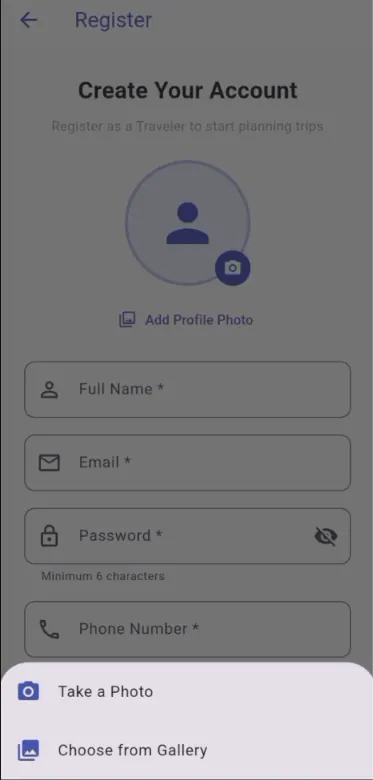 Register
Create Your Account
Register as a Traveler to start planning trips
Add Profile Photo
Full Name *
Email *
Password *
Minimum 6 characters
Phone Number *
Take a Photo
Choose from Gallery